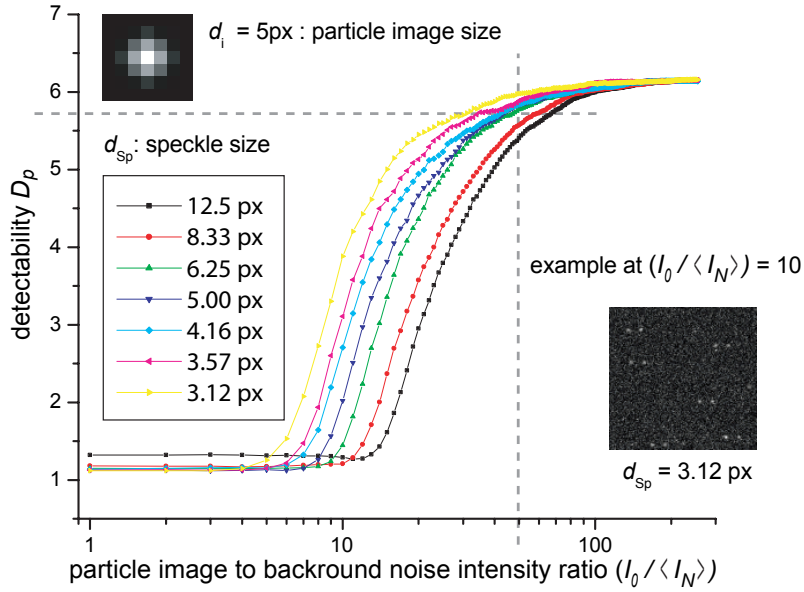 d_i = 5px : particle image size
d_Sp: speckle size
12.5 px
8.33 px
6.25 px
5.00 px
4.16 px
3.57 px
3.12 px
example at (I_0 / ⟨ I_N ⟩) = 10
d_Sp = 3.12 px
detectability D_p
7
6
5
4
3
2
1
1
10
100
particle image to backround noise intensity ratio (I_0 / ⟨ I_N ⟩)